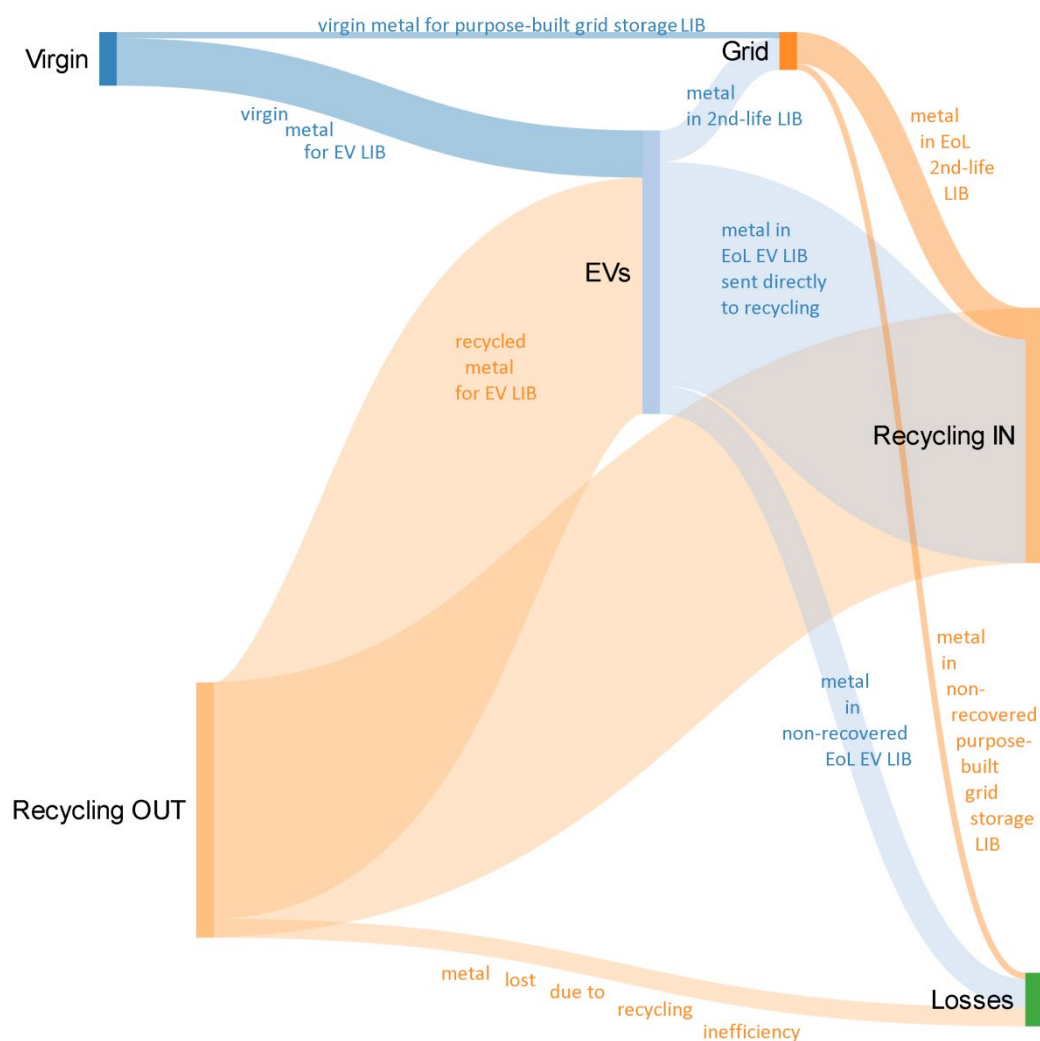 virgin metal for purpose-built grid storage LIB
Virgin
Grid
virgin
metal
for EV LIB
metal
in 2nd-life LIB
metal
in EoL
2nd-life
LIB
metal in
EoL EV LIB
sent directly
to recycling
EVs
recycled
metal
for EV LIB
Recycling IN
metal
in
non-recovered
EoL EV LIB
metal
in
non-
recovered
purpose-
built
grid
storage
LIB
Recycling OUT
metal
lost
due to
recycling
inefficiency
Losses